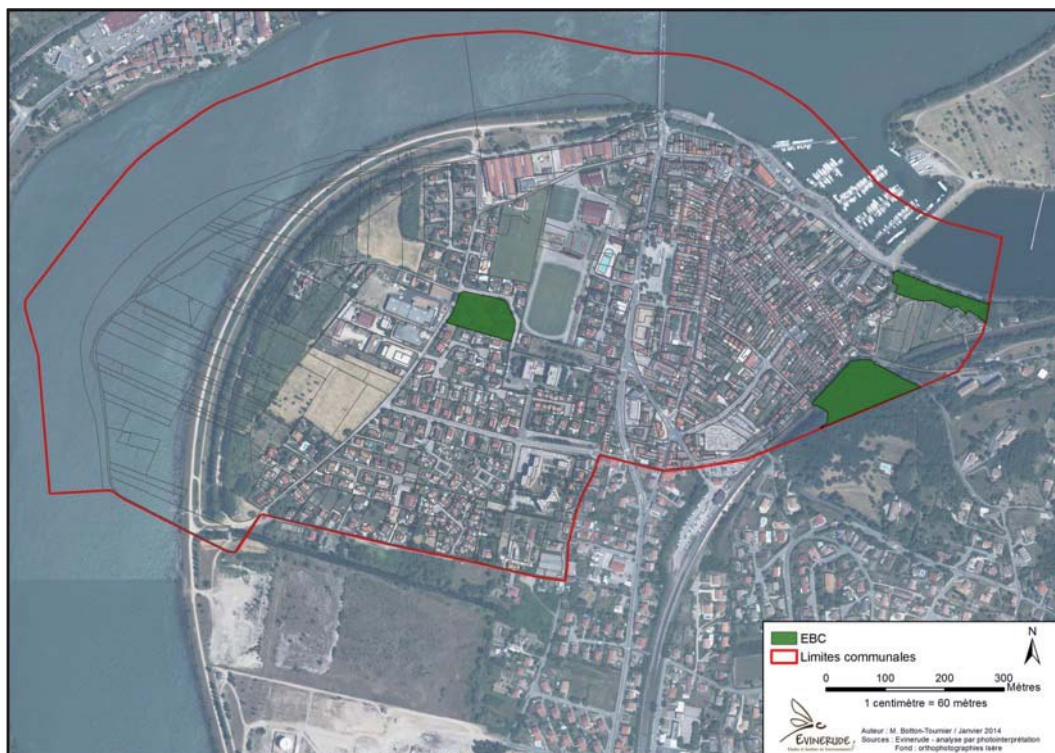 EBC
Limites communales
N
0 100 200 300
Mètres
1 centimètre = 60 mètres
EVINERUDE
Auteur : M. Botton-Tournier / Janvier 2014
Sources : Evinerude - analyse par photointerprétation
Fond : orthophotographies Isère